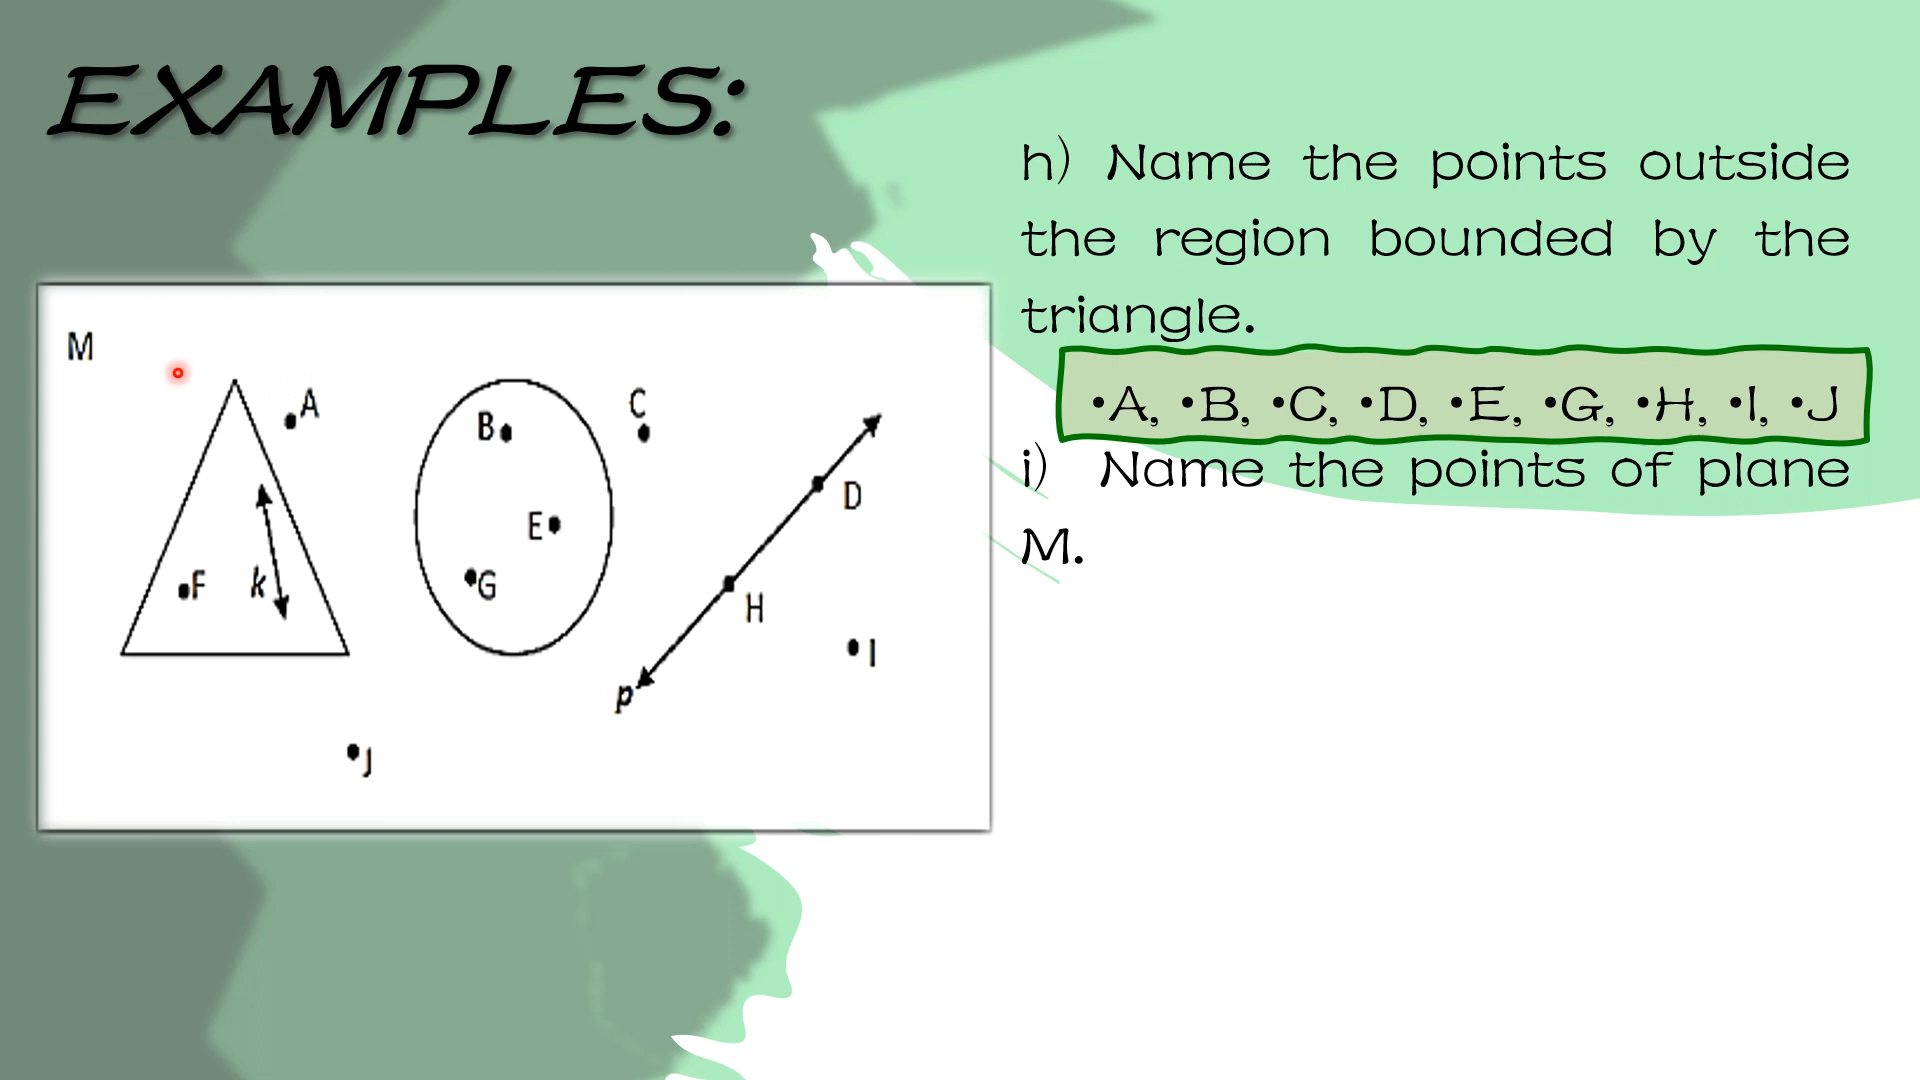 EXAMPLES:
h) Name the points outside
the region bounded by the
triangle.
•A, •B, •C, •D, •E, •G, •H, •I, •J
i) Name the points of plane
M.
M
A
B
C
D
E
F
k
G
H
I
p
J